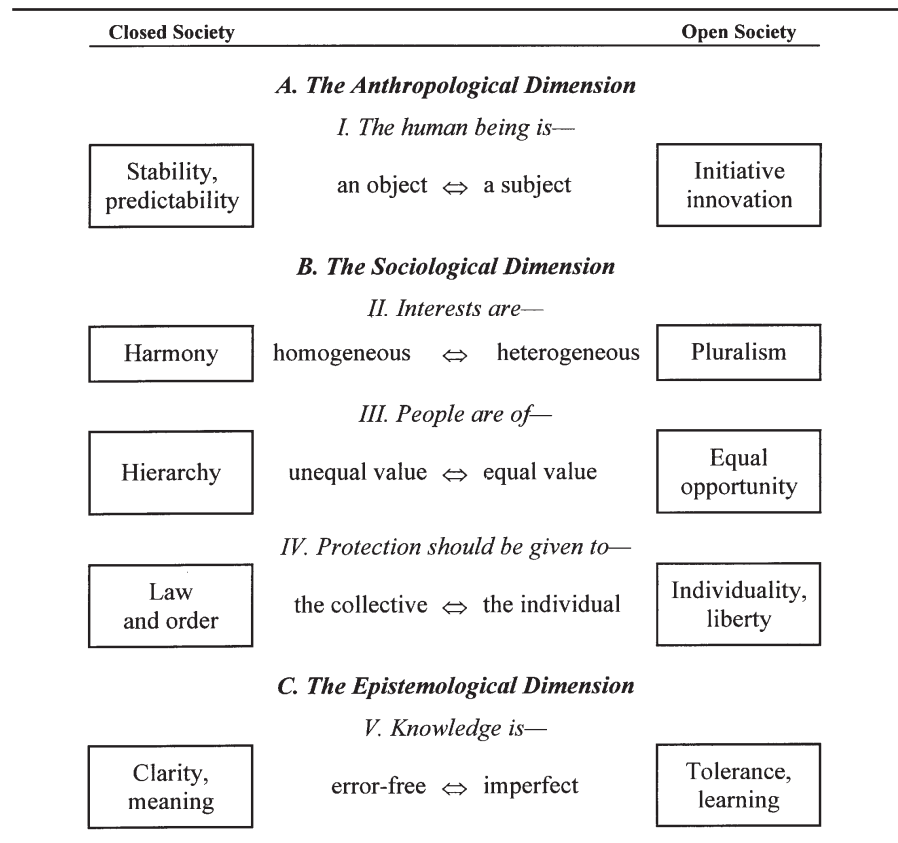 Closed Society Open Society
A. The Anthropological Dimension
I. The human being is—
Stability, predictability an object ⇔ a subject Initiative innovation
B. The Sociological Dimension
II. Interests are—
Harmony homogeneous ⇔ heterogeneous Pluralism
III. People are of—
Hierarchy unequal value ⇔ equal value Equal opportunity
IV. Protection should be given to—
Law and order the collective ⇔ the individual Individuality, liberty
C. The Epistemological Dimension
V. Knowledge is—
Clarity, meaning error-free ⇔ imperfect Tolerance, learning